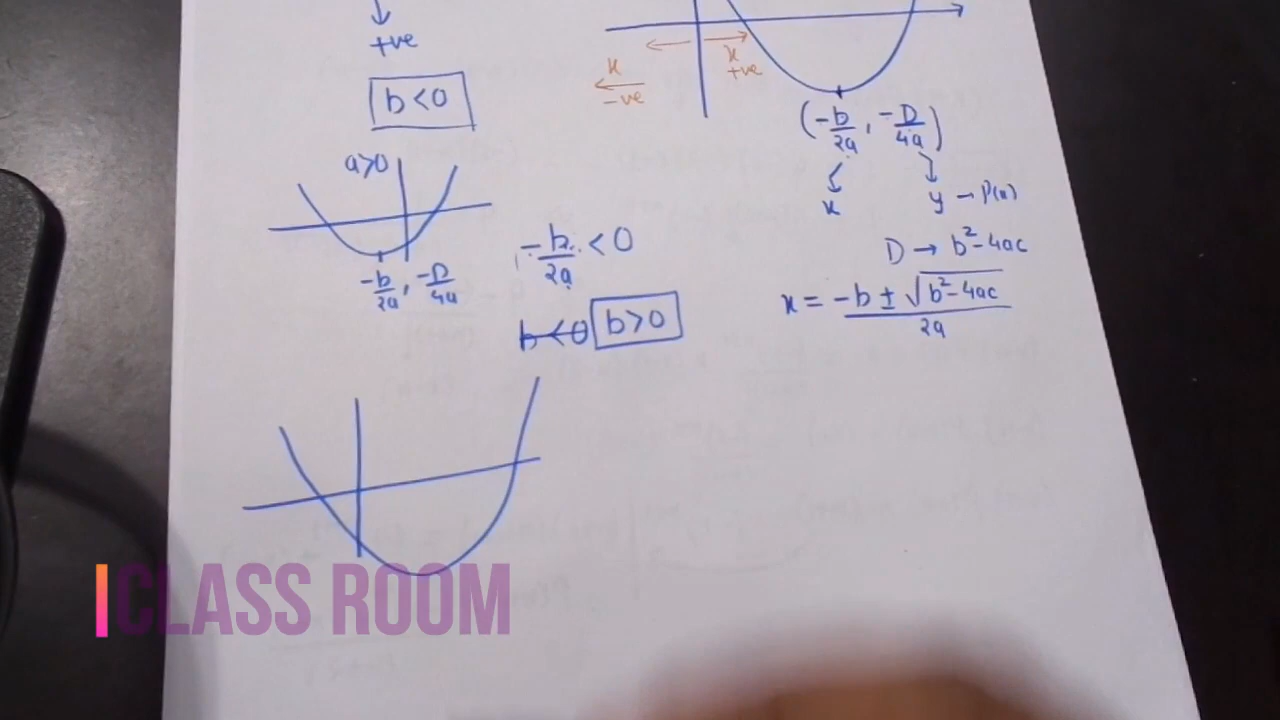 +ve
b<0
x
-ve
x
+ve
(-b/2a, -D/4a)
x
y → P(x)
D → b²-4ac
x = -b ± √b²-4ac / 2a
a>0
-b/2a, -D/4a
-b/2a < 0
b<0 b>0
CLASS ROOM